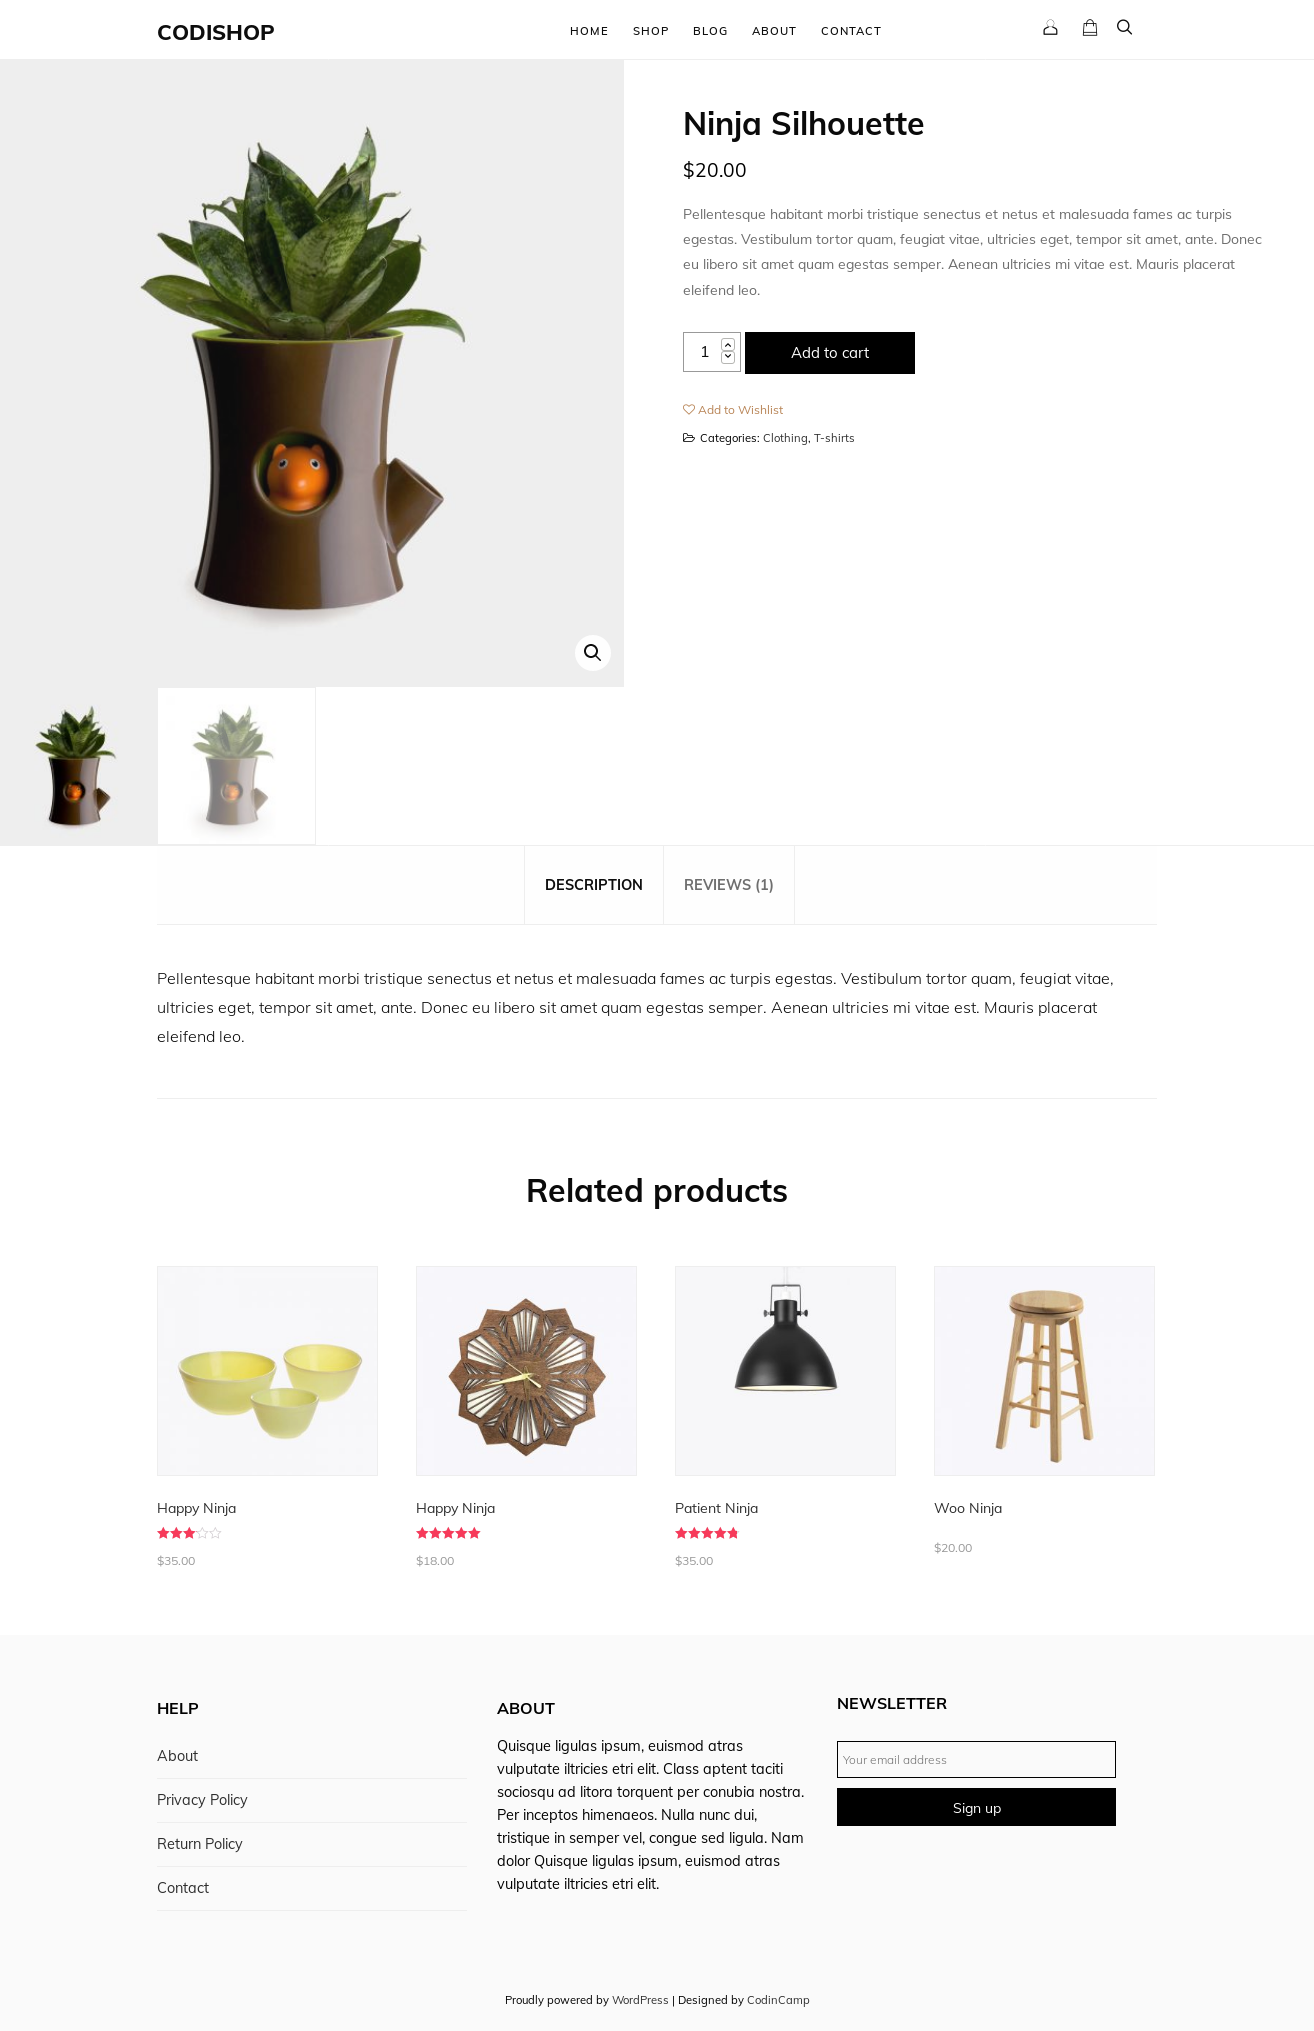 CODISHOP
HOME SHOP BLOG ABOUT CONTACT
Ninja Silhouette
$20.00
Pellentesque habitant morbi tristique senectus et netus et malesuada fames ac turpis
egestas. Vestibulum tortor quam, feugiat vitae, ultricies eget, tempor sit amet, ante. Donec
eu libero sit amet quam egestas semper. Aenean ultricies mi vitae est. Mauris placerat
eleifend leo.
1 Add to cart
Add to Wishlist
Categories: Clothing, T-shirts
DESCRIPTION REVIEWS (1)
Pellentesque habitant morbi tristique senectus et netus et malesuada fames ac turpis egestas. Vestibulum tortor quam, feugiat vitae,
ultricies eget, tempor sit amet, ante. Donec eu libero sit amet quam egestas semper. Aenean ultricies mi vitae est. Mauris placerat
eleifend leo.
Related products
Happy Ninja
$35.00
Happy Ninja
$18.00
Patient Ninja
$35.00
Woo Ninja
$20.00
HELP
About
Privacy Policy
Return Policy
Contact
ABOUT
Quisque ligulas ipsum, euismod atras
vulputate iltricies etri elit. Class aptent taciti
sociosqu ad litora torquent per conubia nostra.
Per inceptos himenaeos. Nulla nunc dui,
tristique in semper vel, congue sed ligula. Nam
dolor Quisque ligulas ipsum, euismod atras
vulputate iltricies etri elit.
NEWSLETTER
Your email address
Sign up
Proudly powered by WordPress | Designed by CodinCamp